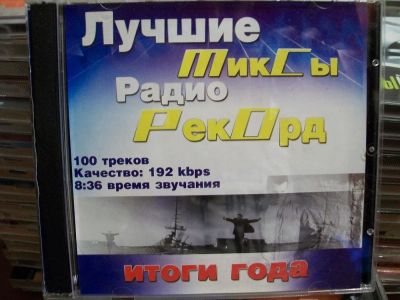 Лучшие
миксы
Радио
Рекорд
100 треков
Качество: 192 kbps
8:36 время звучания
итоги года